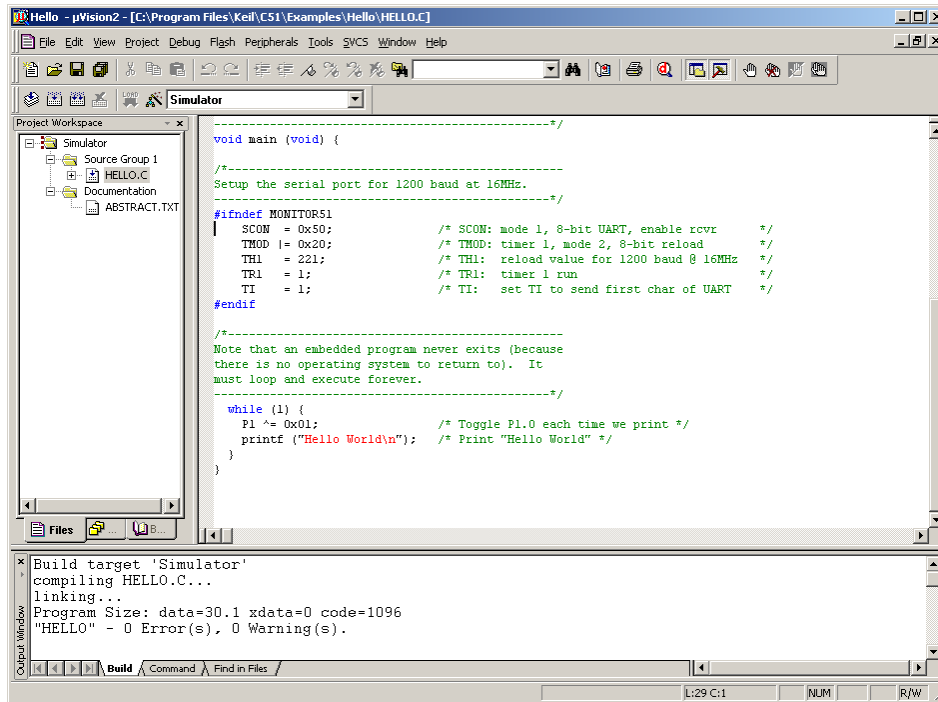 Hello - µVision2 - [C:\Program Files\Keil\C51\Examples\Hello\HELLO.C]
File Edit View Project Debug Flash Peripherals Tools SVCS Window Help
LOAD
Simulator
Project Workspace
Simulator
Source Group 1
HELLO.C
Documentation
ABSTRACT.TXT
Files
...
B...
------------------------------------------------*/
void main (void) {
/*------------------------------------------------
Setup the serial port for 1200 baud at 16MHz.
------------------------------------------------*/
#ifndef MONITOR51
    SCON  = 0x50;               /* SCON: mode 1, 8-bit UART, enable rcvr      */
    TMOD |= 0x20;               /* TMOD: timer 1, mode 2, 8-bit reload        */
    TH1   = 221;                /* TH1:  reload value for 1200 baud @ 16MHz   */
    TR1   = 1;                  /* TR1:  timer 1 run                          */
    TI    = 1;                  /* TI:   set TI to send first char of UART    */
#endif
/*------------------------------------------------
Note that an embedded program never exits (because
there is no operating system to return to).  It
must loop and execute forever.
------------------------------------------------*/
  while (1) {
    P1 ^= 0x01;                 /* Toggle P1.0 each time we print */
    printf ("Hello World\n");   /* Print "Hello World" */
  }
}
Output Window
Build target 'Simulator'
compiling HELLO.C...
linking...
Program Size: data=30.1 xdata=0 code=1096
"HELLO" - 0 Error(s), 0 Warning(s).
Build Command Find in Files
L:29 C:1 NUM R/W